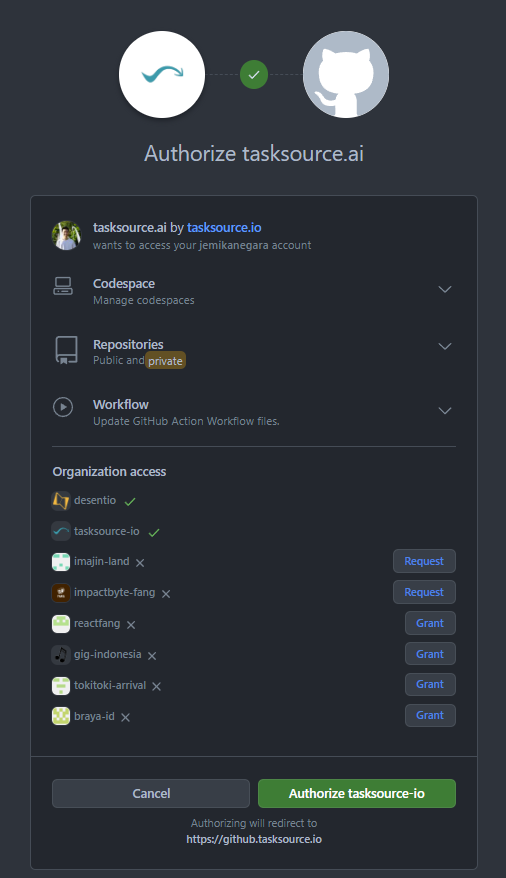 Authorize tasksource.ai
tasksource.ai by tasksource.io
wants to access your jemikanegara account
Codespace
Manage codespaces
Repositories
Public and private
Workflow
Update GitHub Action Workflow files.
Organization access
desentio
tasksource-io
imajin-land Request
impactbyte-fang Request
reactfang Grant
gig-indonesia Grant
tokitoki-arrival Grant
braya-id Grant
Cancel Authorize tasksource-io
Authorizing will redirect to
https://github.tasksource.io